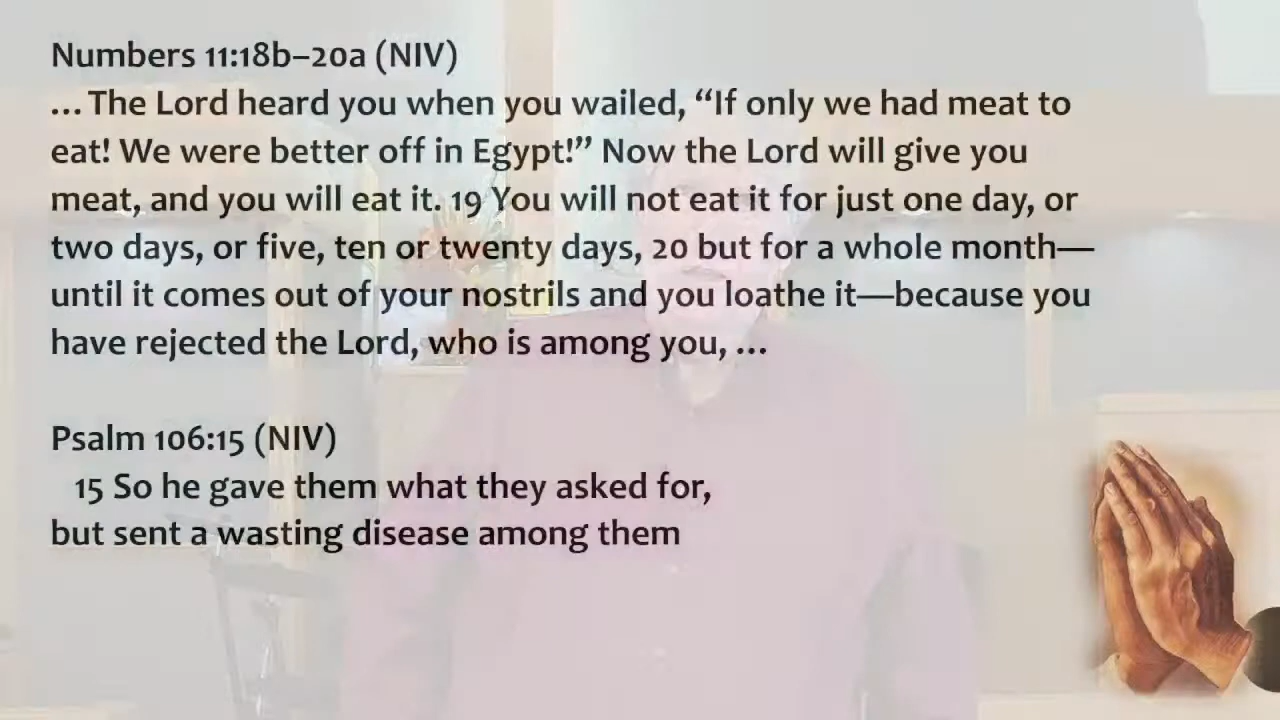 Numbers 11:18b–20a (NIV)
… The Lord heard you when you wailed, “If only we had meat to
eat! We were better off in Egypt!” Now the Lord will give you
meat, and you will eat it. 19 You will not eat it for just one day, or
two days, or five, ten or twenty days, 20 but for a whole month—
until it comes out of your nostrils and you loathe it—because you
have rejected the Lord, who is among you, …
Psalm 106:15 (NIV)
15 So he gave them what they asked for,
but sent a wasting disease among them